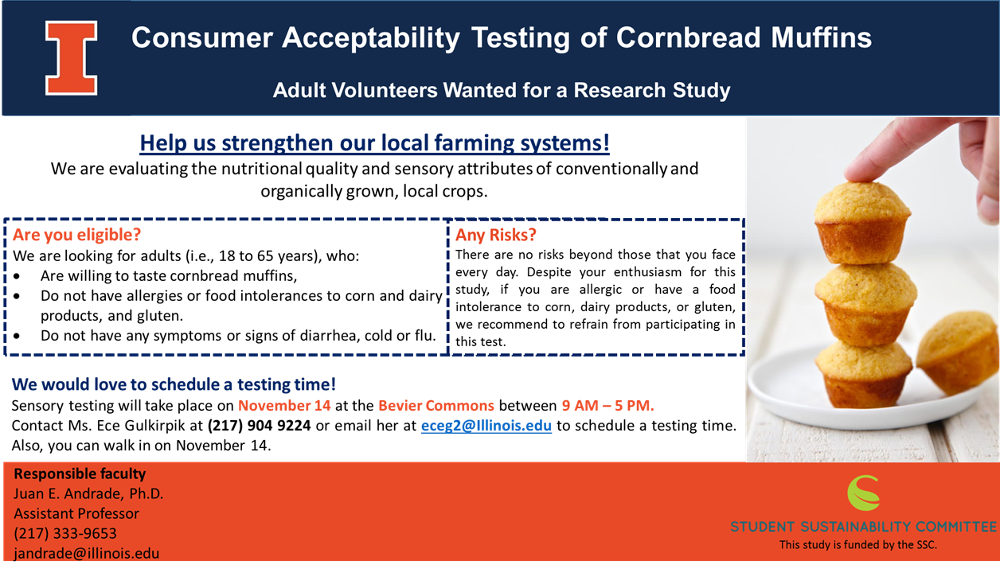 Consumer Acceptability Testing of Cornbread Muffins
Adult Volunteers Wanted for a Research Study
Help us strengthen our local farming systems!
We are evaluating the nutritional quality and sensory attributes of conventionally and
organically grown, local crops.
Are you eligible?
We are looking for adults (i.e., 18 to 65 years), who:
• Are willing to taste cornbread muffins,
• Do not have allergies or food intolerances to corn and dairy
products, and gluten.
• Do not have any symptoms or signs of diarrhea, cold or flu.
Any Risks?
There are no risks beyond those that you face
every day. Despite your enthusiasm for this
study, if you are allergic or have a food
intolerance to corn, dairy products, or gluten,
we recommend to refrain from participating in
this test.
We would love to schedule a testing time!
Sensory testing will take place on November 14 at the Bevier Commons between 9 AM – 5 PM.
Contact Ms. Ece Gulkirpik at (217) 904 9224 or email her at eceg2@Illinois.edu to schedule a testing time.
Also, you can walk in on November 14.
Responsible faculty
Juan E. Andrade, Ph.D.
Assistant Professor
(217) 333-9653
jandrade@illinois.edu
STUDENT SUSTAINABILITY COMMITTEE
This study is funded by the SSC.